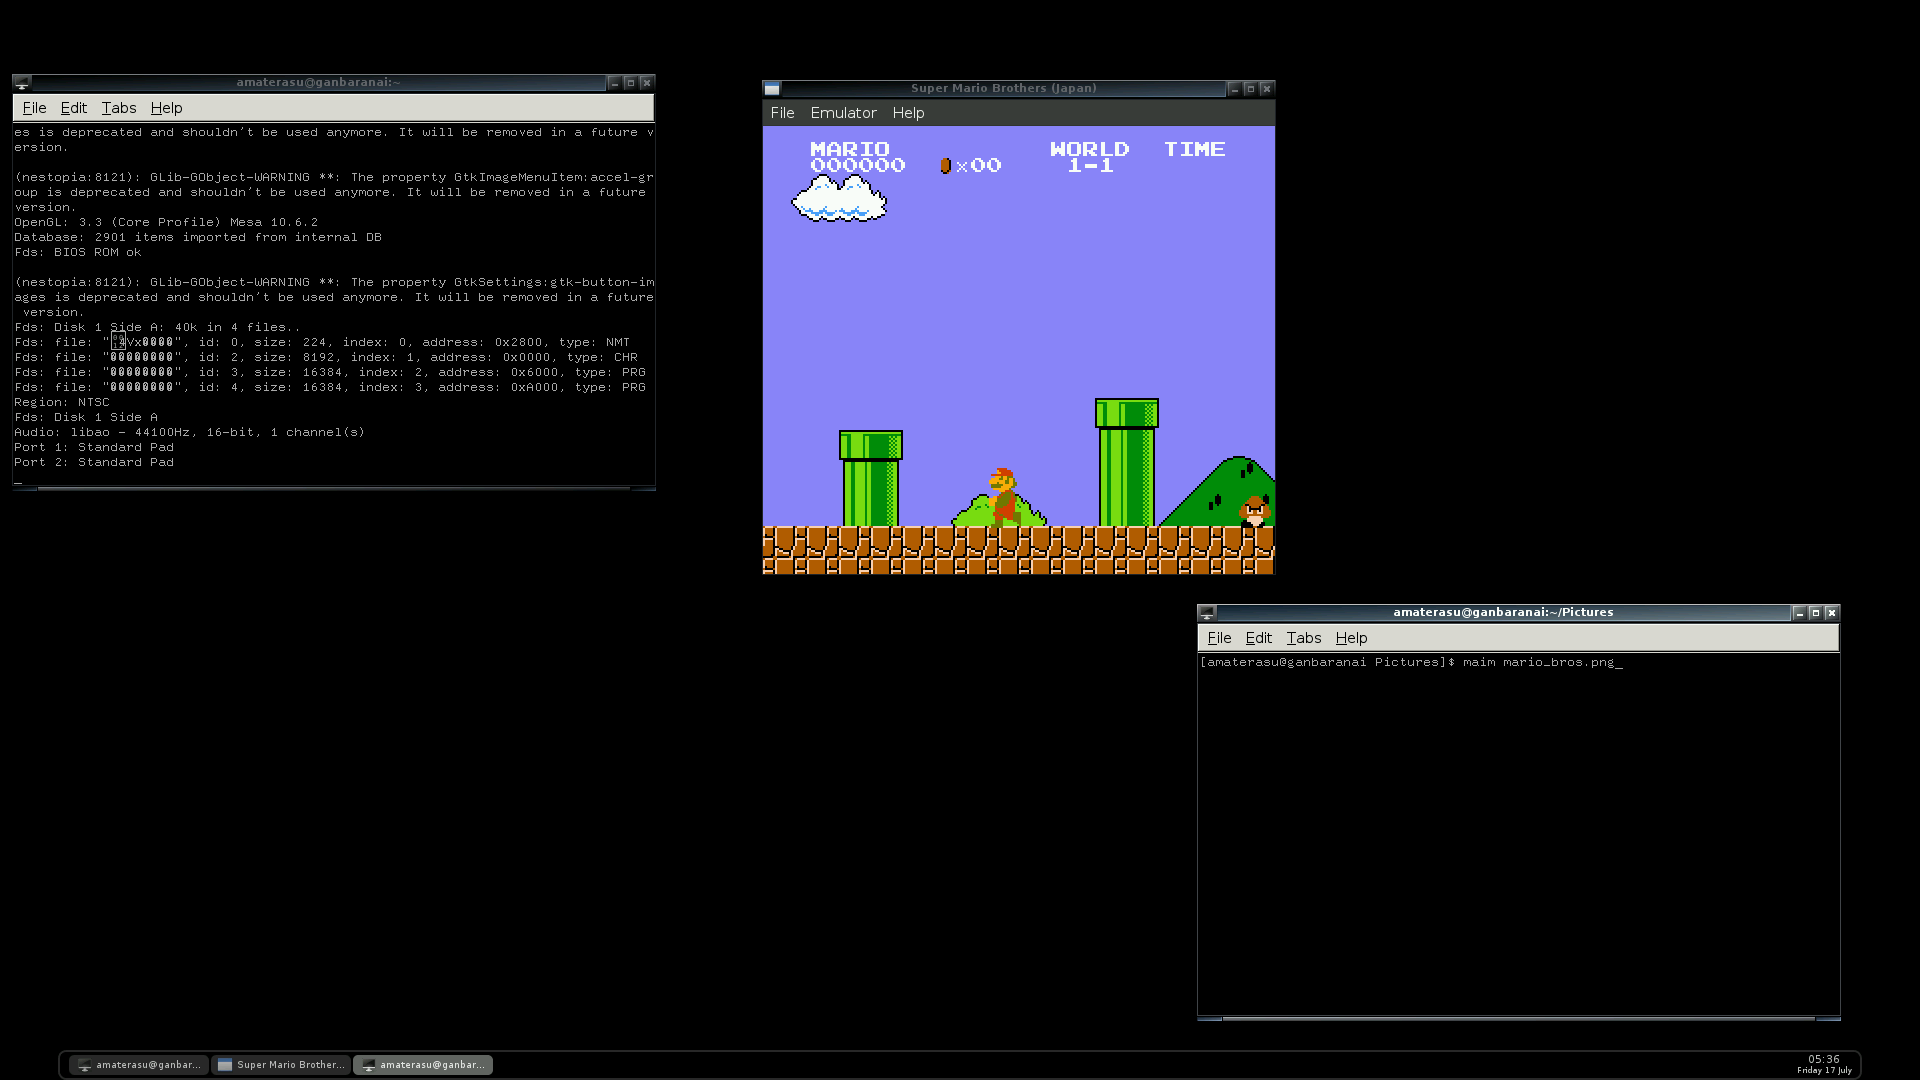 amaterasu@ganbaranai:~
File Edit Tabs Help
es is deprecated and shouldn't be used anymore. It will be removed in a future v
ersion.
(nestopia:8121): GLib-GObject-WARNING **: The property GtkImageMenuItem:accel-gr
oup is deprecated and shouldn't be used anymore. It will be removed in a future
version.
OpenGL: 3.3 (Core Profile) Mesa 10.6.2
Database: 2901 items imported from internal DB
Fds: BIOS ROM ok
(nestopia:8121): GLib-GObject-WARNING **: The property GtkSettings:gtk-button-im
ages is deprecated and shouldn't be used anymore. It will be removed in a future
version.
Fds: Disk 1 Side A: 40k in 4 files..
Fds: file: " Vx����", id: 0, size: 224, index: 0, address: 0x2800, type: NMT
Fds: file: "��������", id: 2, size: 8192, index: 1, address: 0x0000, type: CHR
Fds: file: "��������", id: 3, size: 16384, index: 2, address: 0x6000, type: PRG
Fds: file: "��������", id: 4, size: 16384, index: 3, address: 0xA000, type: PRG
Region: NTSC
Fds: Disk 1 Side A
Audio: libao - 44100Hz, 16-bit, 1 channel(s)
Port 1: Standard Pad
Port 2: Standard Pad
Super Mario Brothers (Japan)
File Emulator Help
MARIO WORLD TIME
000000 ×00 1-1
amaterasu@ganbaranai:~/Pictures
File Edit Tabs Help
[amaterasu@ganbaranai Pictures]$ maim mario_bros.png_
amaterasu@ganbar... Super Mario Brother... amaterasu@ganbar...
05:36
Friday 17 July